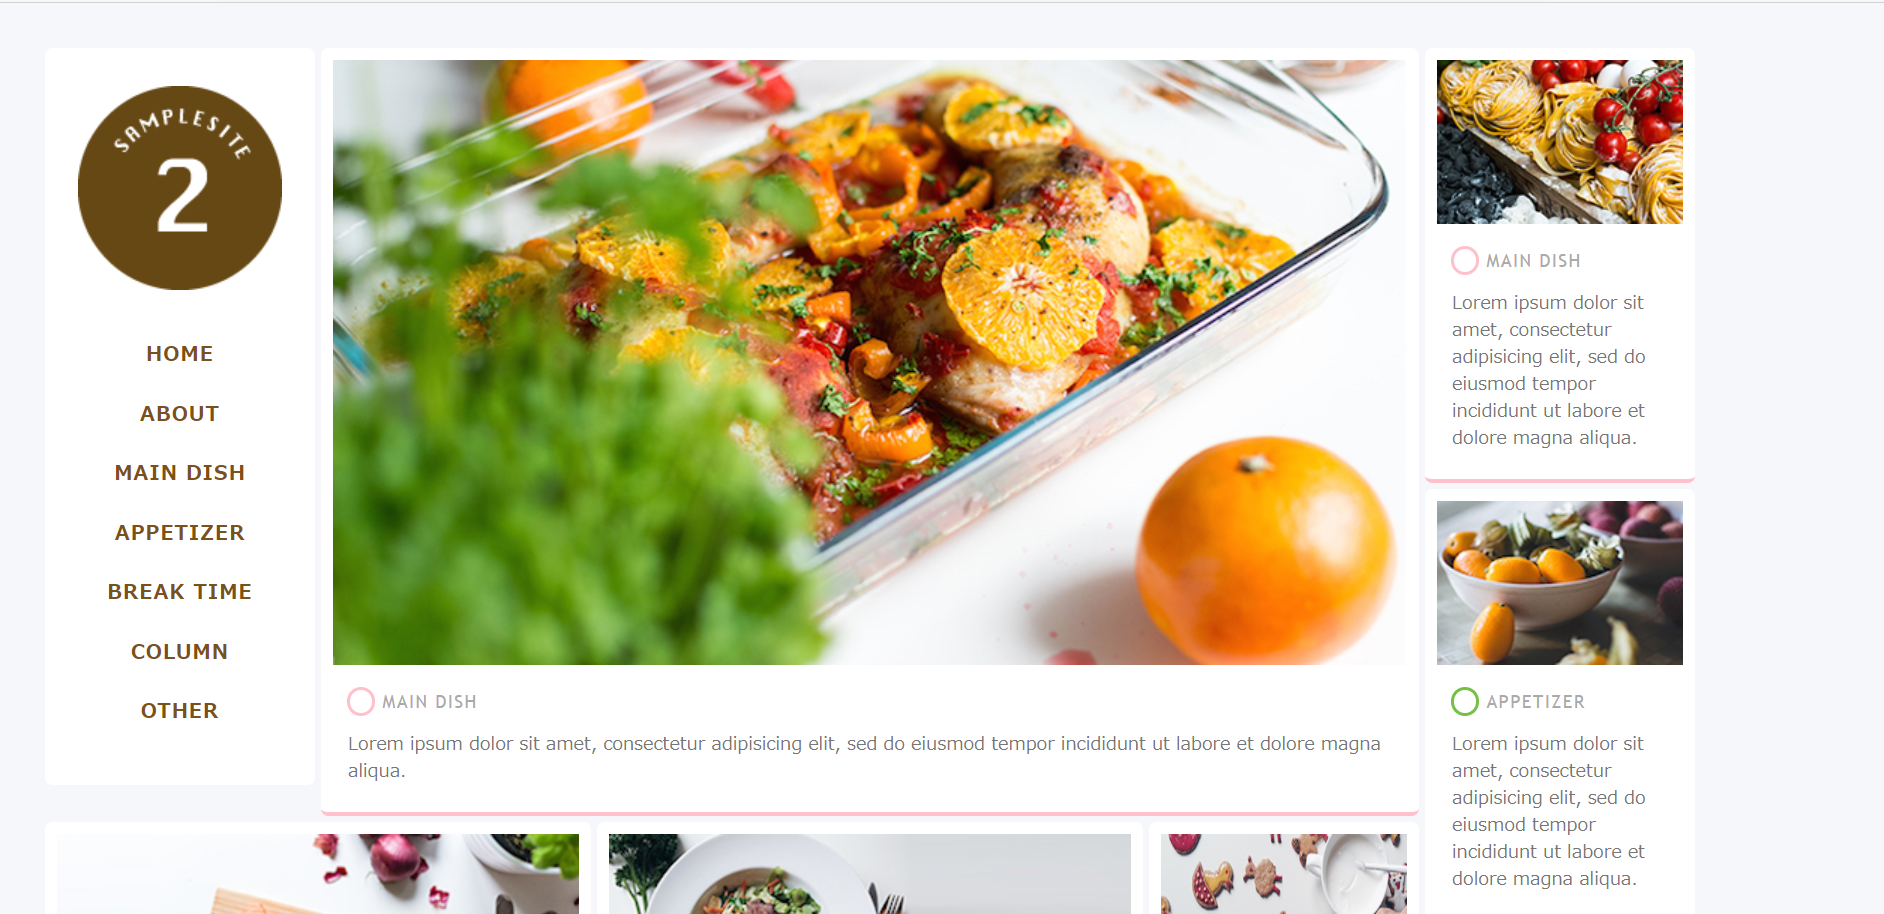 SAMPLESITE
2
HOME
ABOUT
MAIN DISH
APPETIZER
BREAK TIME
COLUMN
OTHER
MAIN DISH
Lorem ipsum dolor sit amet, consectetur adipisicing elit, sed do eiusmod tempor incididunt ut labore et dolore magna
aliqua.
MAIN DISH
Lorem ipsum dolor sit
amet, consectetur
adipisicing elit, sed do
eiusmod tempor
incididunt ut labore et
dolore magna aliqua.
APPETIZER
Lorem ipsum dolor sit
amet, consectetur
adipisicing elit, sed do
eiusmod tempor
incididunt ut labore et
dolore magna aliqua.